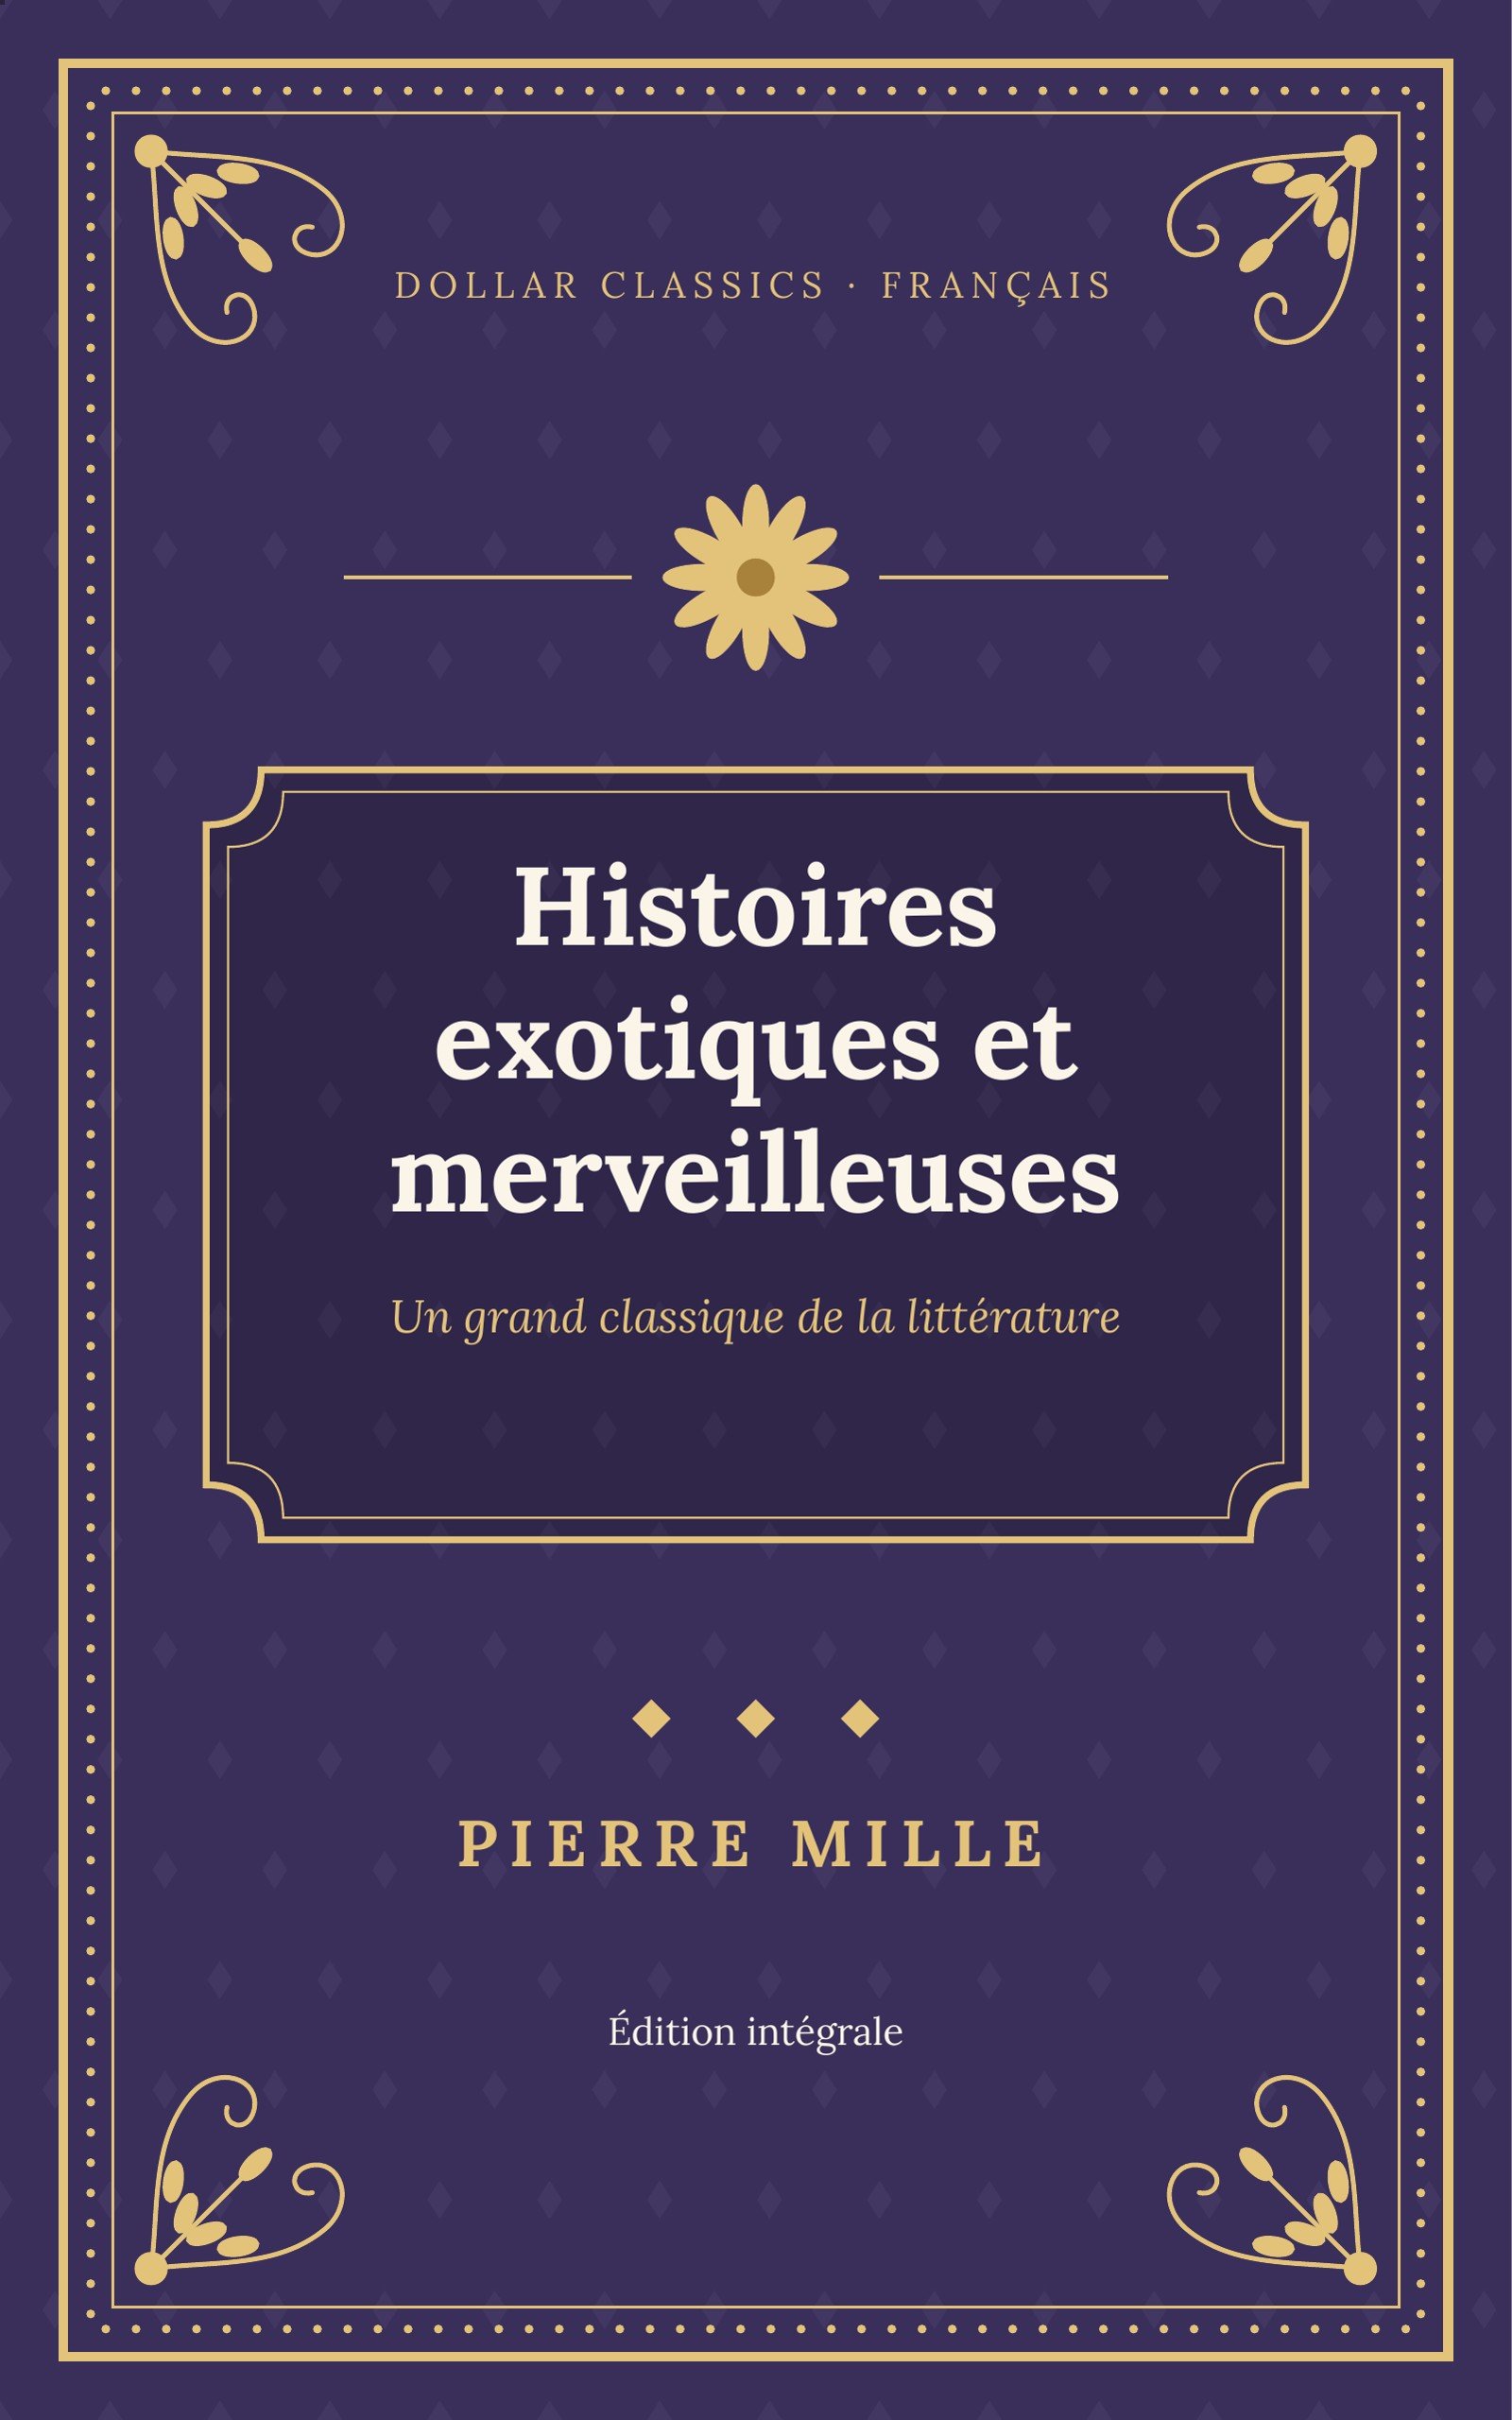 DOLLAR CLASSICS · FRANÇAIS
Histoires
exotiques et
merveilleuses
Un grand classique de la littérature
PIERRE MILLE
Édition intégrale